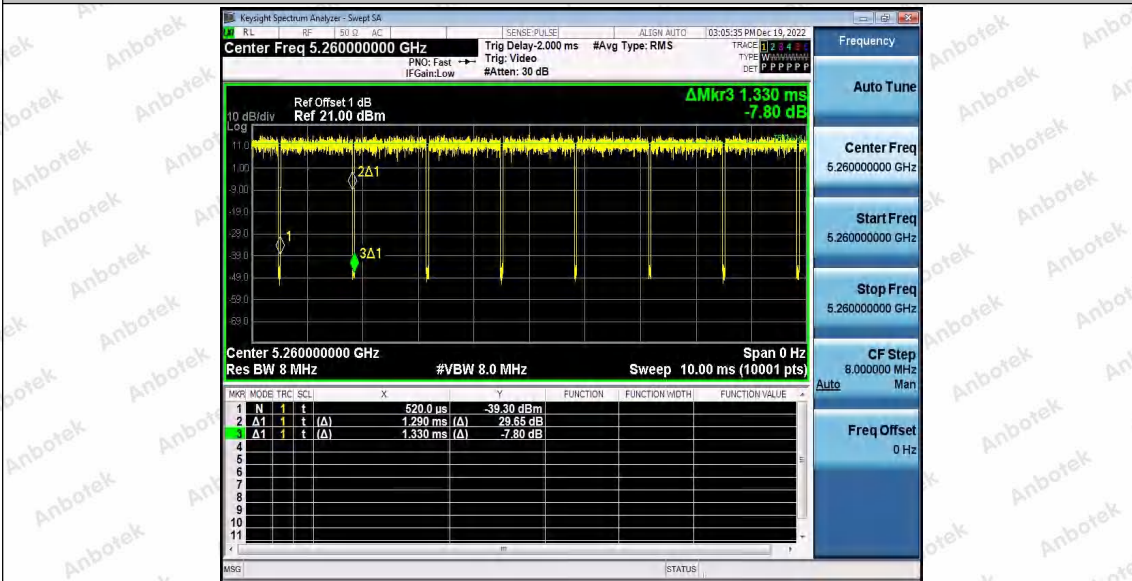 Keysight Spectrum Analyzer - Swept SA
RL RF 50 Ω AC SENSE:PULSE ALIGN AUTO 03:05:35 PM Dec 19, 2022
Center Freq 5.260000000 GHz
PNO: Fast
IFGain:Low
Trig Delay-2.000 ms
Trig: Video
#Atten: 30 dB
#Avg Type: RMS
TRACE 1 2 3 4 5 6
TYPE W
DET P P P P P P
ΔMkr3 1.330 ms
-7.80 dB
Ref Offset 1 dB
10 dB/div Ref 21.00 dBm
Log
11.0
1.00
-9.00
-19.0
-29.0
-39.0
-49.0
-59.0
-69.0
2Δ1
1
3Δ1
Center 5.260000000 GHz Span 0 Hz
Res BW 8 MHz #VBW 8.0 MHz Sweep 10.00 ms (10001 pts)
MKR MODE TRC SCL X Y FUNCTION FUNCTION WIDTH FUNCTION VALUE
1 N 1 t 520.0 µs -39.30 dBm
2 Δ1 1 t (Δ) 1.290 ms (Δ) 29.65 dB
3 Δ1 1 t (Δ) 1.330 ms (Δ) -7.80 dB
4
5
6
7
8
9
10
11
MSG STATUS
Frequency
Auto Tune
Center Freq
5.260000000 GHz
Start Freq
5.260000000 GHz
Stop Freq
5.260000000 GHz
CF Step
8.000000 MHz
Auto Man
Freq Offset
0 Hz
Anbotek